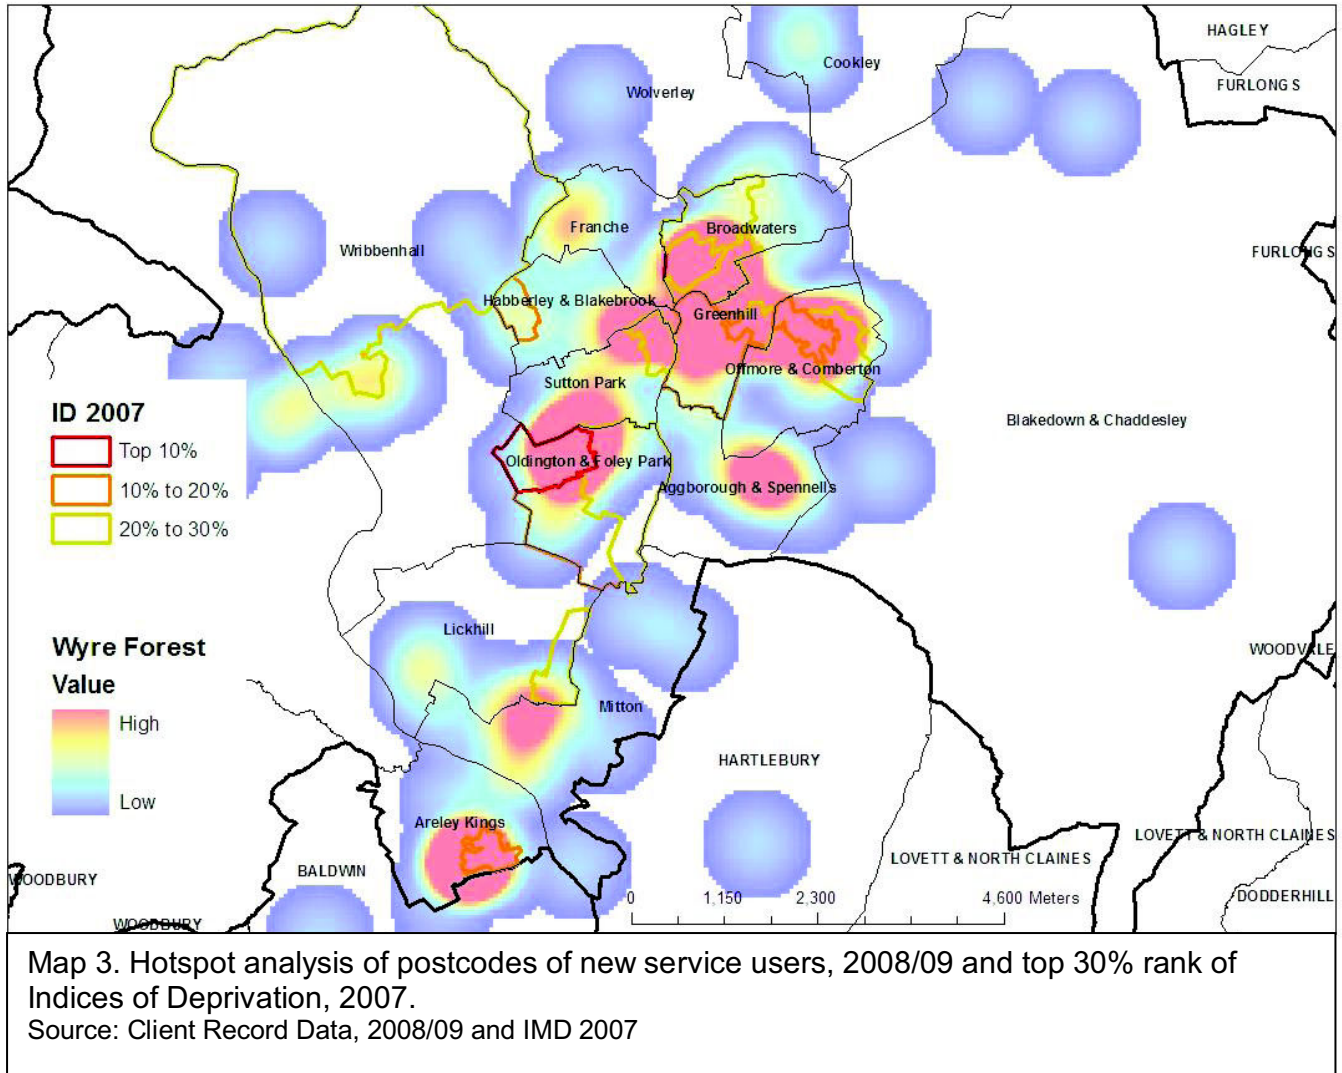 HAGLEY
Cookley
FURLONGS
Wolverley
Franche
Broadwaters
Wribbenhall
FURLONGS
Habberley & Blakebrook
Greenhill
Offmore & Comberton
Sutton Park
ID 2007
Top 10%
10% to 20%
20% to 30%
Blakedown & Chaddesley
Oldington & Foley Park
Aggborough & Spennells
Lickhill
WOODVALE
Wyre Forest
Value
High
Low
Mitton
HARTLEBURY
Areley Kings
LOVETT & NORTH CLAINES
LOVETT & NORTH CLAINES
BALDWIN
WOODBURY
DODDERHILL
0 1,150 2,300 4,600 Meters
WOODBURY
Map 3. Hotspot analysis of postcodes of new service users, 2008/09 and top 30% rank of
Indices of Deprivation, 2007.
Source: Client Record Data, 2008/09 and IMD 2007